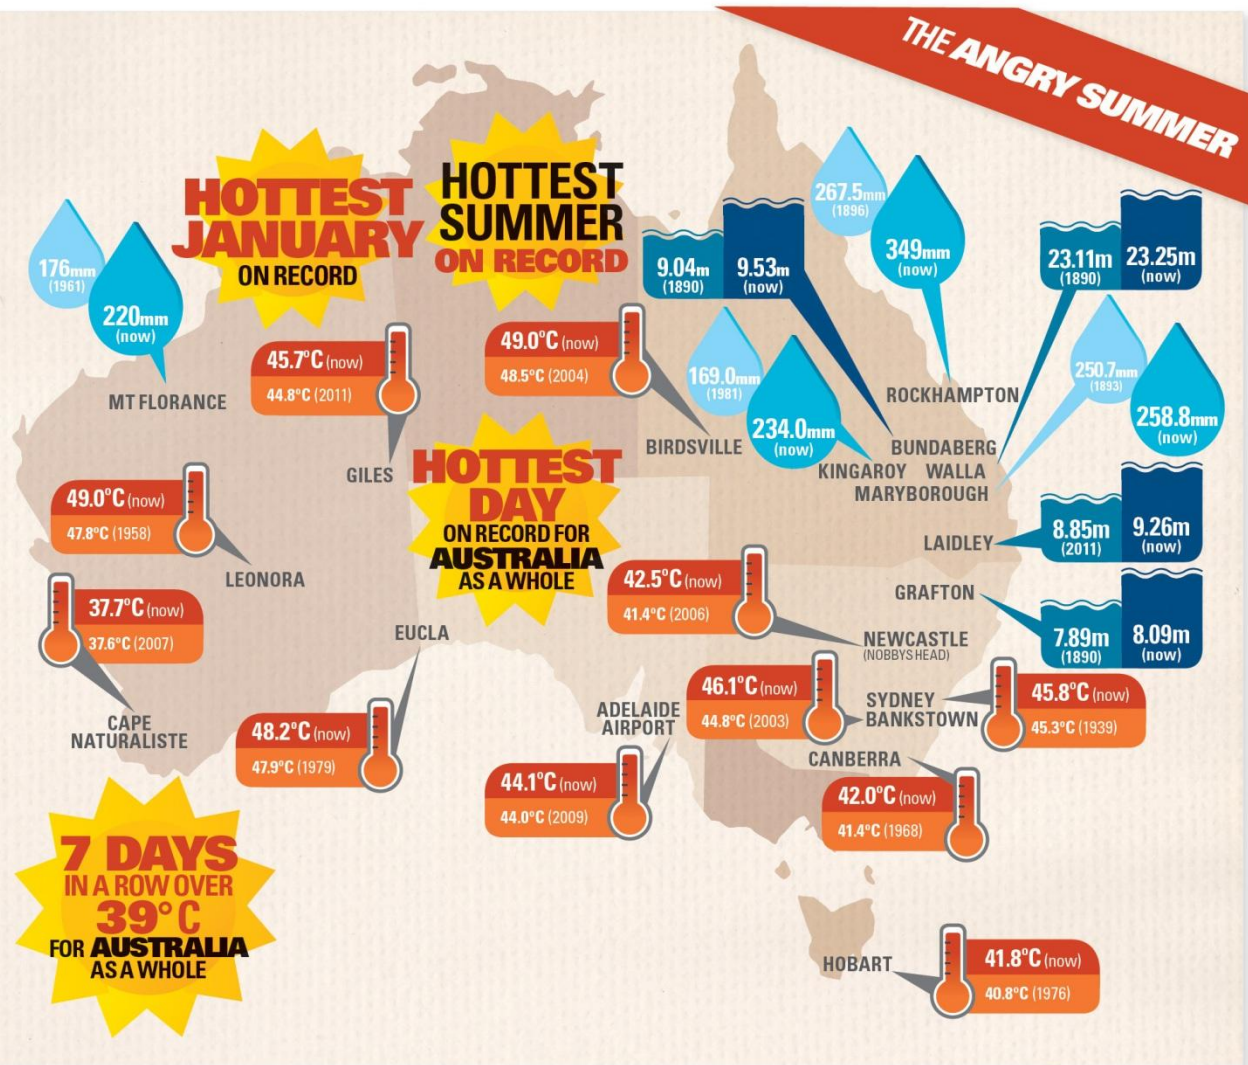 THE ANGRY SUMMER
HOTTEST
JANUARY
ON RECORD
HOTTEST
SUMMER
ON RECORD
176mm
(1961)
220mm
(now)
MT FLORANCE
45.7°C (now)
44.8°C (2011)
GILES
49.0°C (now)
48.5°C (2004)
BIRDSVILLE
9.04m
(1890)
9.53m
(now)
BUNDABERG
267.5mm
(1896)
349mm
(now)
ROCKHAMPTON
23.11m
(1890)
23.25m
(now)
WALLA
169.0mm
(1981)
234.0mm
(now)
KINGAROY
250.7mm
(1893)
258.8mm
(now)
MARYBOROUGH
HOTTEST
DAY
ON RECORD FOR
AUSTRALIA
AS A WHOLE
49.0°C (now)
47.8°C (1958)
LEONORA
8.85m
(2011)
9.26m
(now)
LAIDLEY
37.7°C (now)
37.6°C (2007)
CAPE
NATURALISTE
42.5°C (now)
41.4°C (2006)
NEWCASTLE
(NOBBYS HEAD)
GRAFTON
7.89m
(1890)
8.09m
(now)
EUCLA
48.2°C (now)
47.9°C (1979)
ADELAIDE
AIRPORT
44.1°C (now)
44.0°C (2009)
46.1°C (now)
44.8°C (2003)
SYDNEY
BANKSTOWN
45.8°C (now)
45.3°C (1939)
CANBERRA
42.0°C (now)
41.4°C (1968)
7 DAYS
IN A ROW OVER
39°C
FOR AUSTRALIA
AS A WHOLE
HOBART
41.8°C (now)
40.8°C (1976)